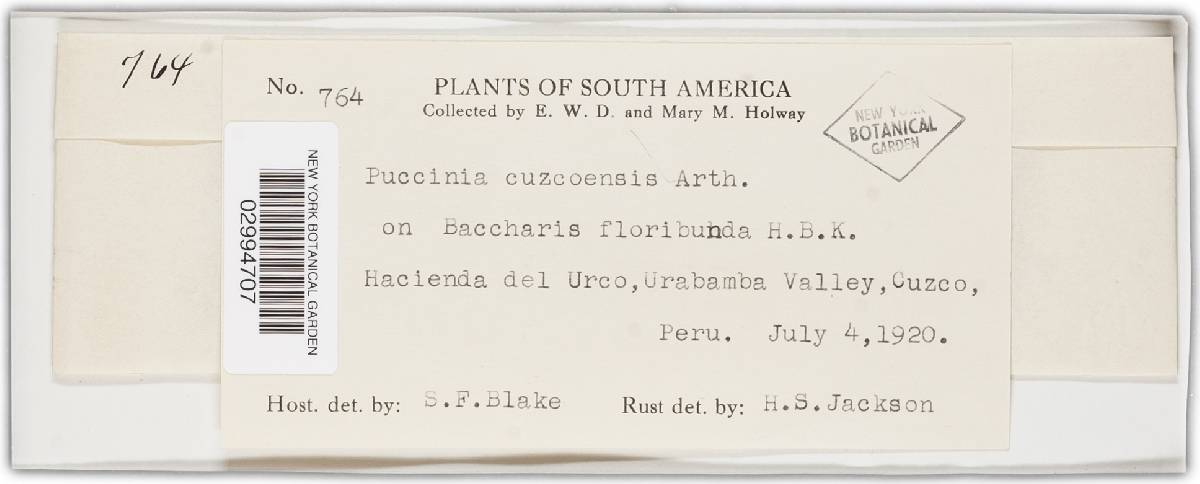 764
No. 764
PLANTS OF SOUTH AMERICA
Collected by E. W. D. and Mary M. Holway
NEW YORK
BOTANICAL
GARDEN
Puccinia cuzcoensis Arth.
on Baccharis floribunda H.B.K.
Hacienda del Urco,Urabamba Valley,Cuzco,
Peru. July 4,1920.
Host. det. by: S.F.Blake
Rust det. by: H.S.Jackson
NEW YORK BOTANICAL GARDEN
02994707